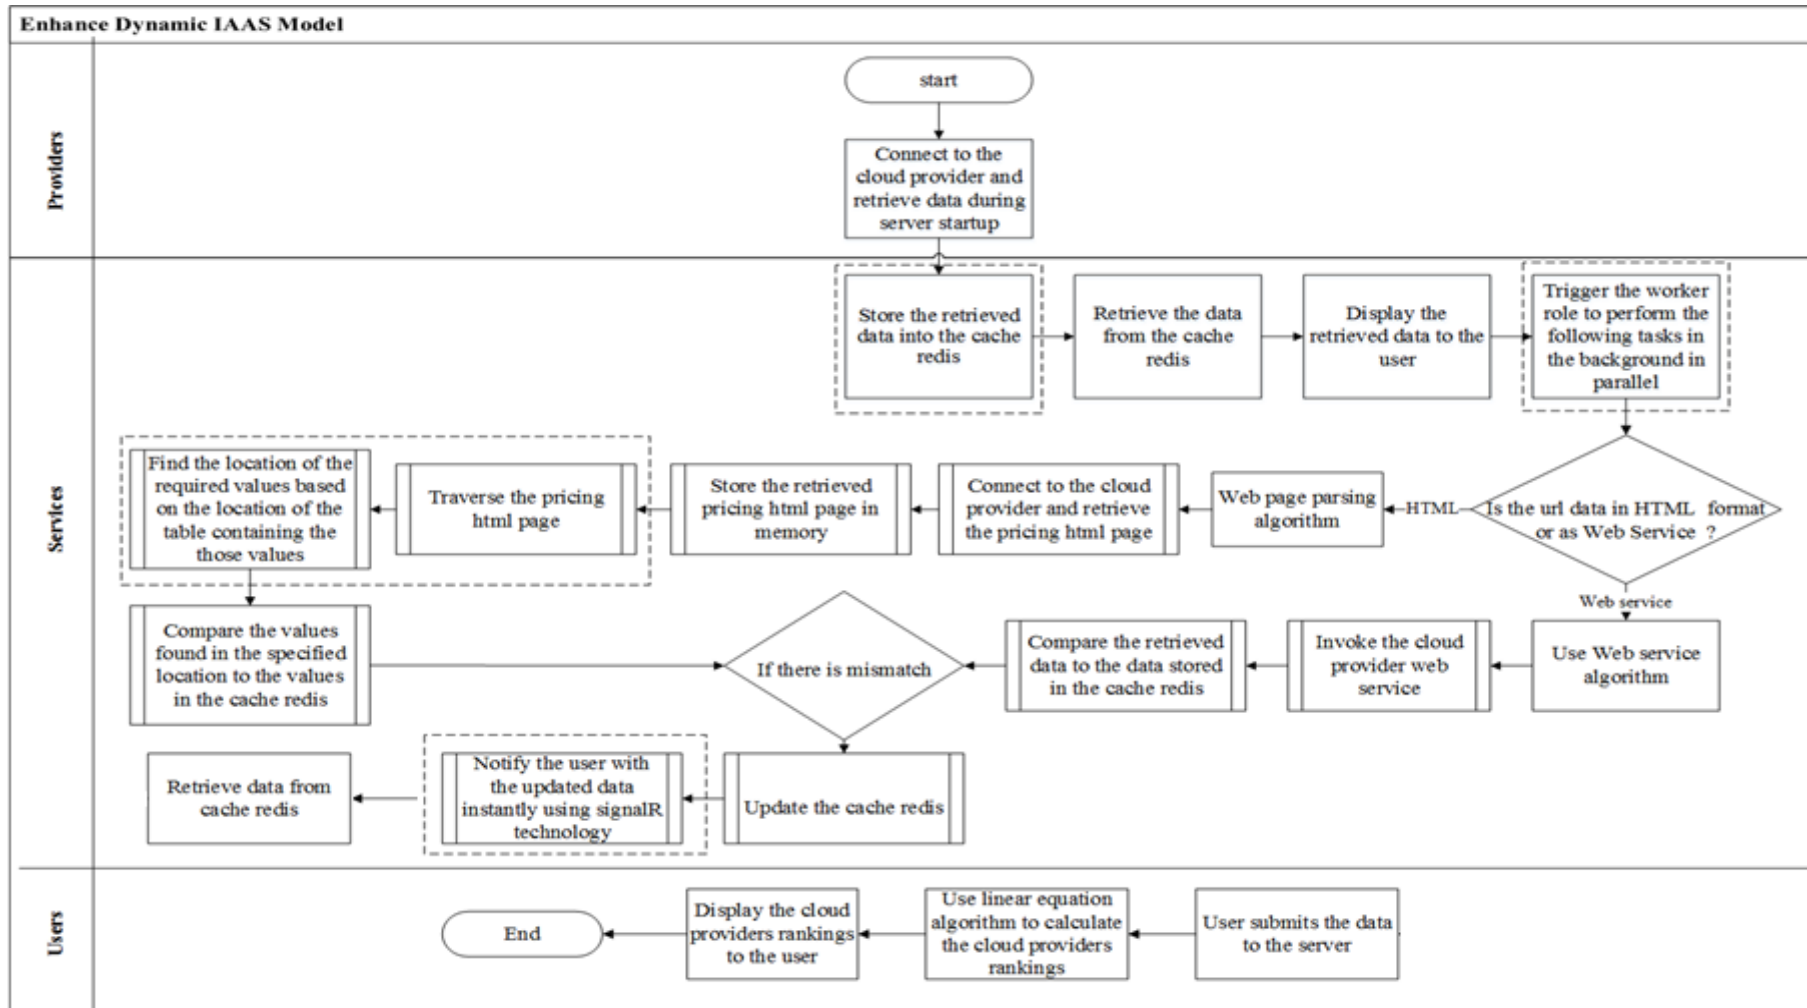 Enhance Dynamic IAAS Model
Providers
start
Connect to the
cloud provider and
retrieve data during
server startup
Services
Store the retrieved
data into the cache
redis
Retrieve the data
from the cache
redis
Display the
retrieved data to the
user
Trigger the worker
role to perform the
following tasks in
the background in
parallel
Is the url data in HTML format
or as Web Service ?
HTML
Web page parsing
algorithm
Connect to the cloud
provider and retrieve
the pricing html page
Store the retrieved
pricing html page in
memory
Traverse the pricing
html page
Find the location of the
required values based
on the location of the
table containing the
those values
Compare the values
found in the specified
location to the values
in the cache redis
Web service
Use Web service
algorithm
Invoke the cloud
provider web
service
Compare the retrieved
data to the data stored
in the cache redis
If there is mismatch
Update the cache redis
Notify the user with
the updated data
instantly using signalR
technology
Retrieve data from
cache redis
Users
User submits the data
to the server
Use linear equation
algorithm to calculate
the cloud providers
rankings
Display the cloud
providers rankings
to the user
End